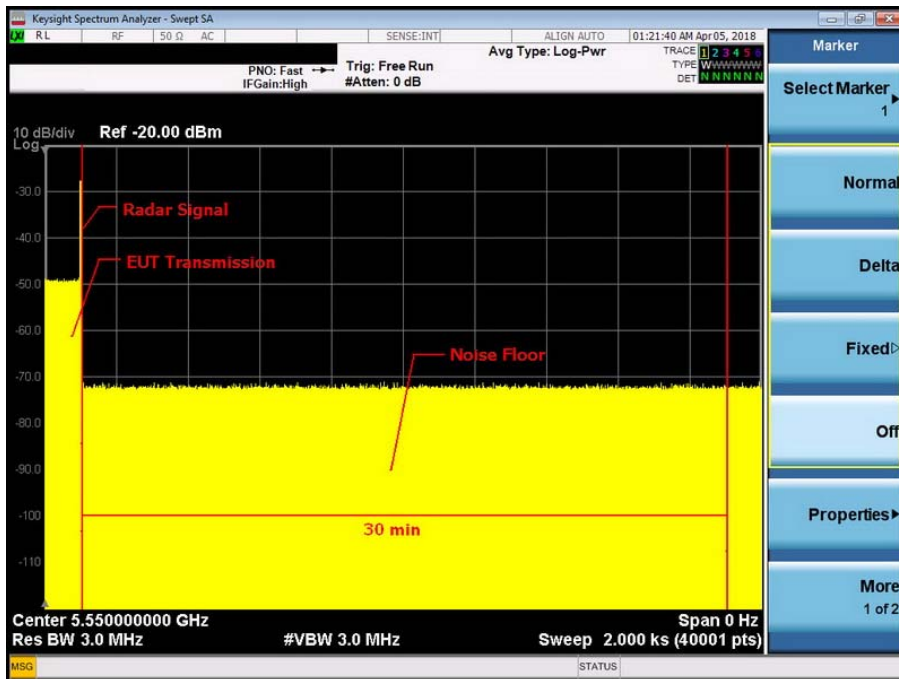 Keysight Spectrum Analyzer - Swept SA
LXI RL RF 50 Ω AC SENSE:INT ALIGN AUTO 01:21:40 AM Apr 05, 2018
Marker
Avg Type: Log-Pwr
TRACE 1 2 3 4 5 6
PNO: Fast Trig: Free Run
TYPE WWWWWW
IFGain:High #Atten: 0 dB
DET N N N N N N
Select Marker
1
10 dB/div Ref -20.00 dBm
Log
Normal
-30.0
Radar Signal
-40.0
EUT Transmission
Delta
-50.0
-60.0
Noise Floor
Fixed
-70.0
-80.0
Off
-90.0
-100
30 min
Properties
-110
More
1 of 2
Center 5.550000000 GHz Span 0 Hz
Res BW 3.0 MHz #VBW 3.0 MHz Sweep 2.000 ks (40001 pts)
MSG STATUS